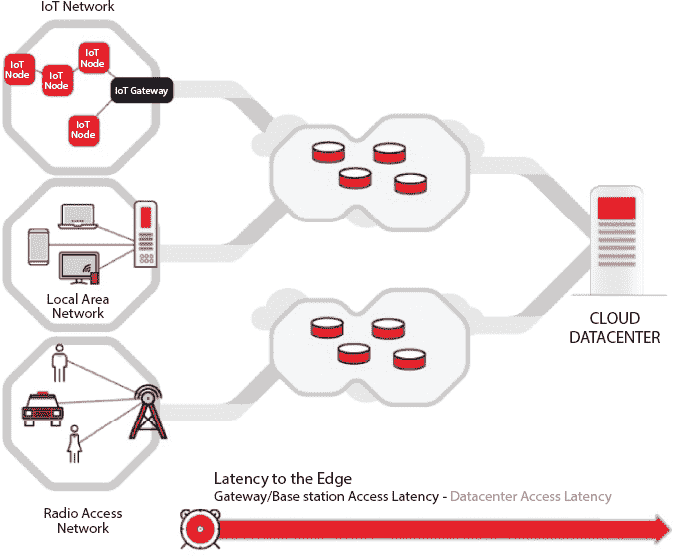 IoT Network
IoT
Node
IoT
Node
IoT
Node
IoT Gateway
IoT
Node
Local Area
Network
CLOUD
DATACENTER
Radio Access
Network
Latency to the Edge
Gateway/Base station Access Latency - Datacenter Access Latency